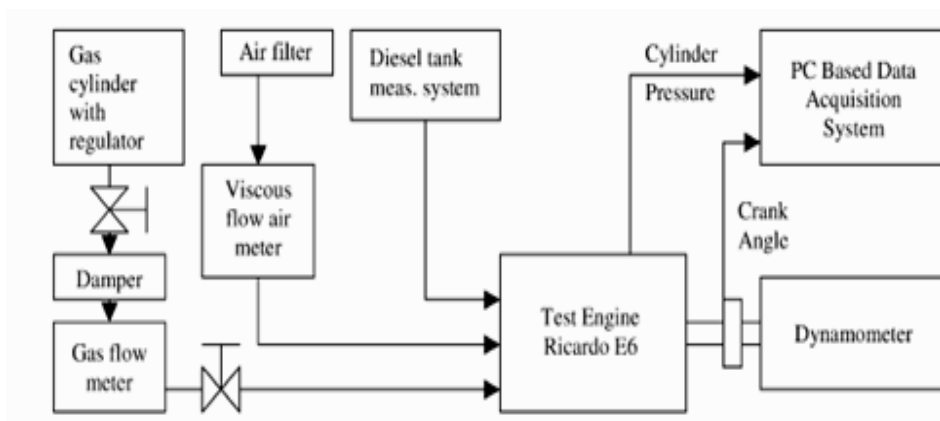 Gas
cylinder
with
regulator
Air filter
Diesel tank
meas. system
Cylinder
Pressure
PC Based Data
Acquisition
System
Viscous
flow air
meter
Crank
Angle
Damper
Gas flow
meter
Test Engine
Ricardo E6
Dynamometer